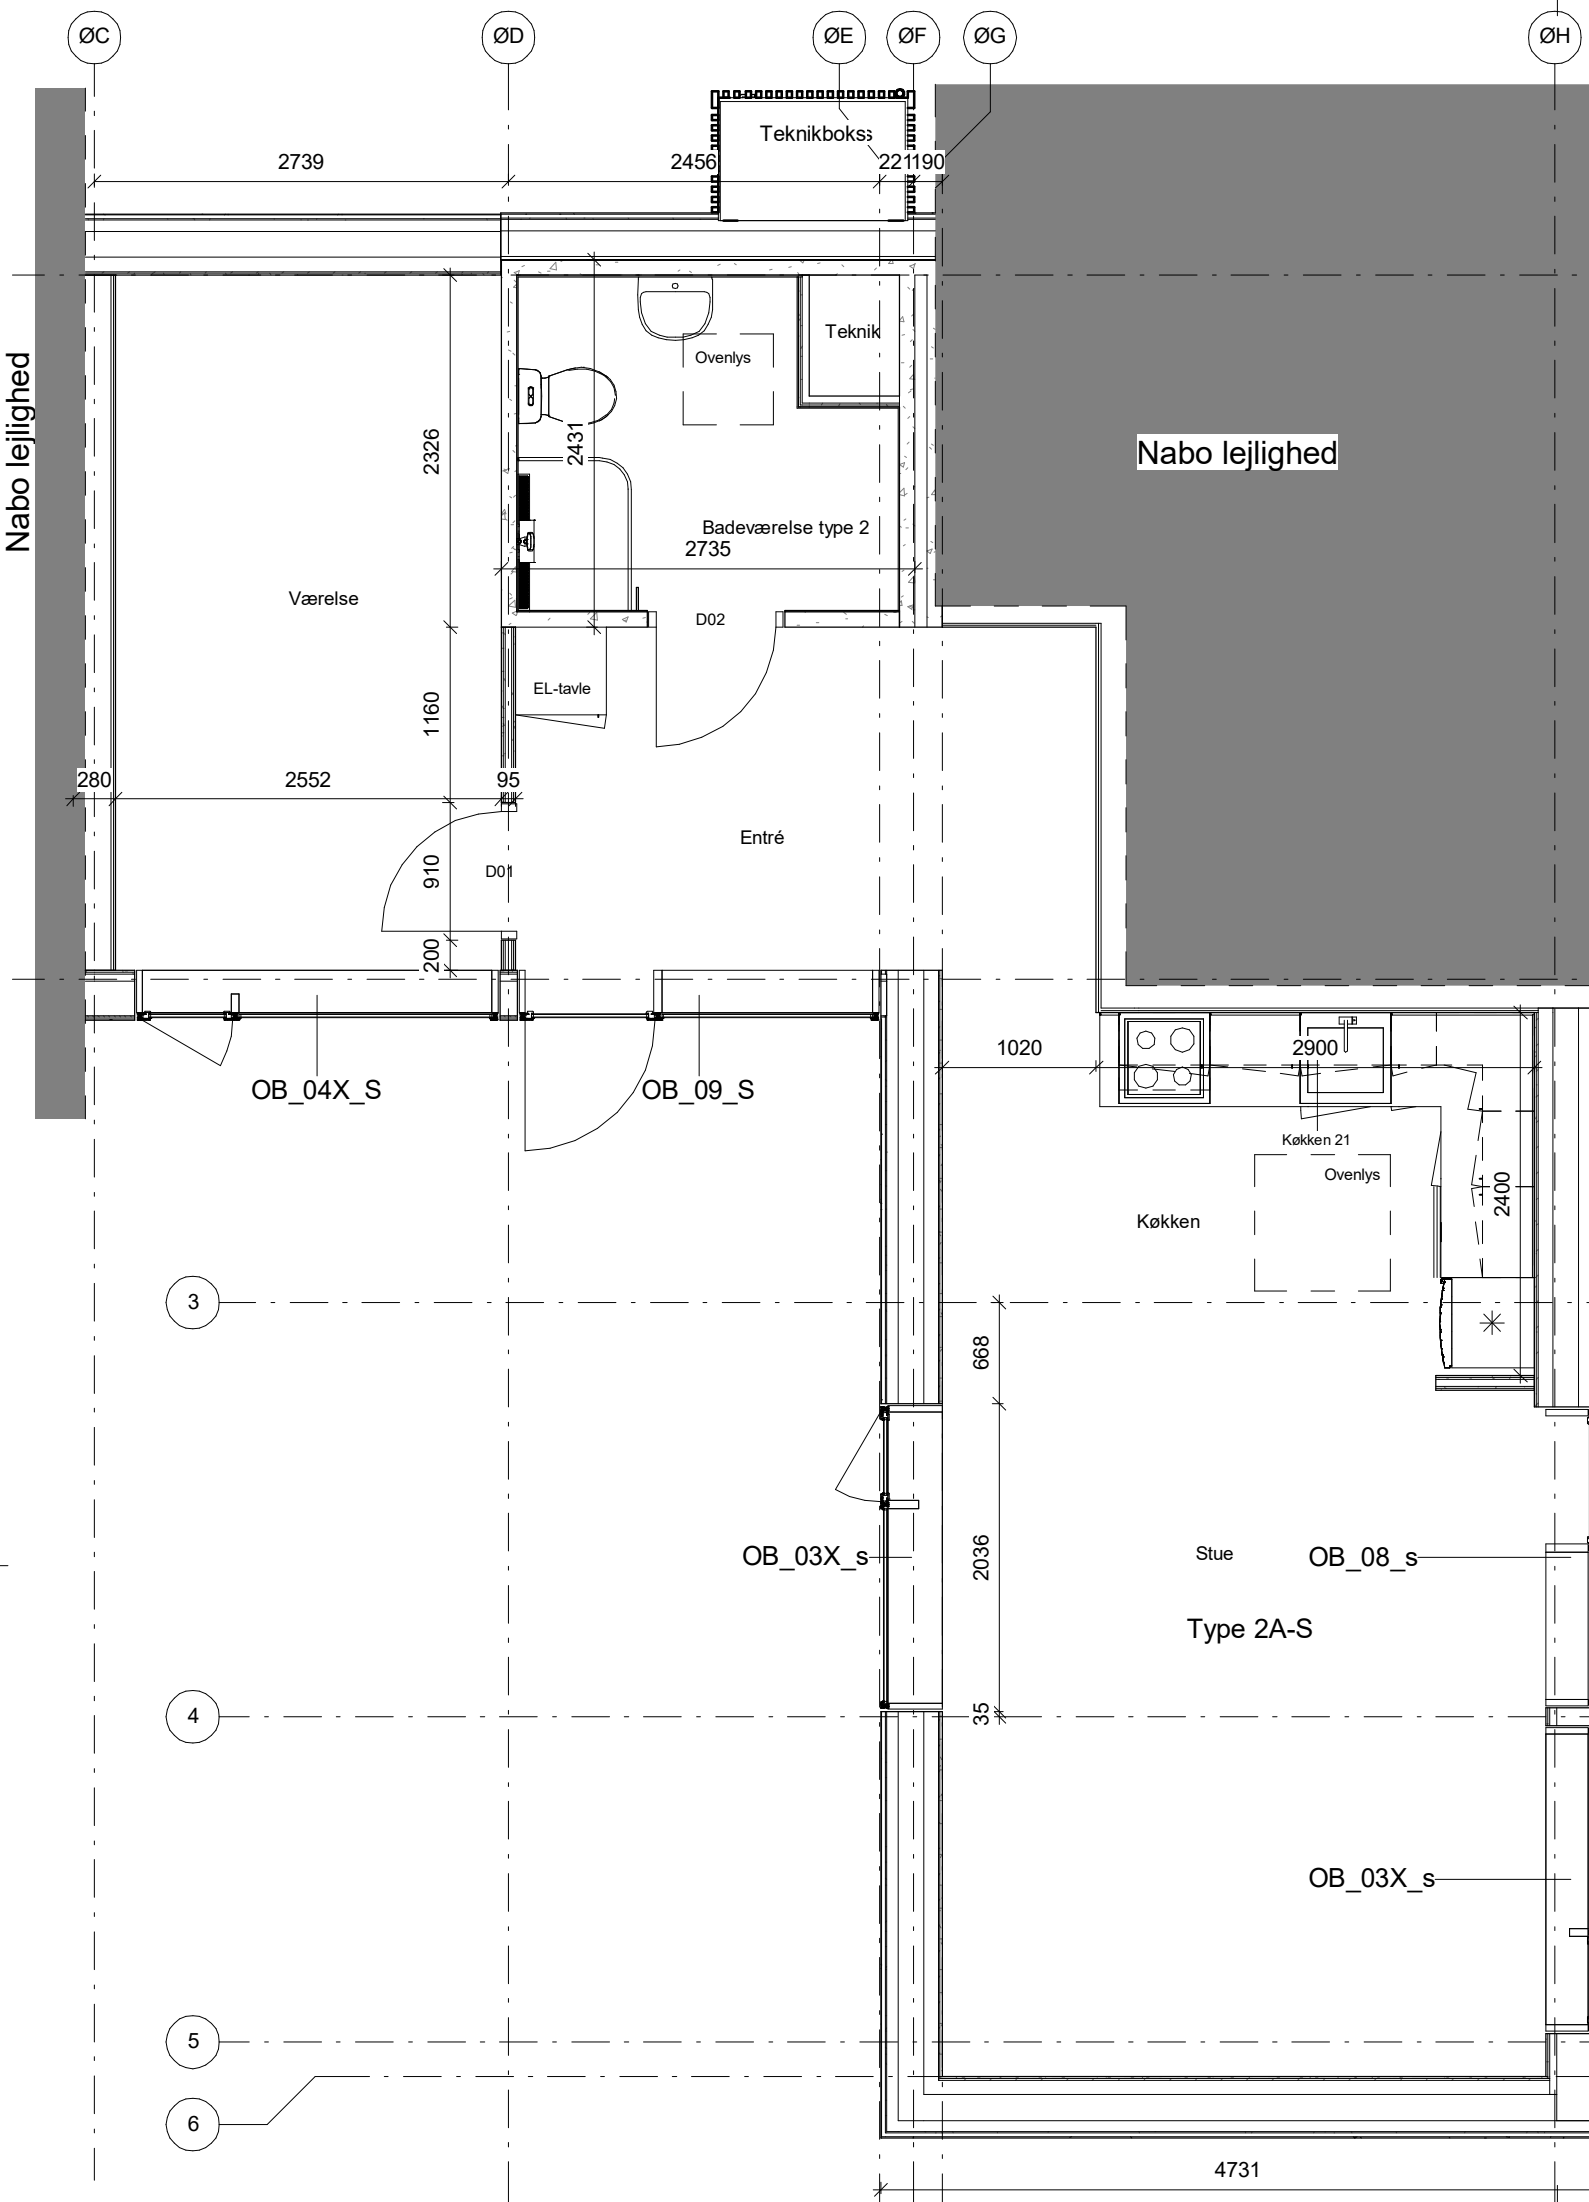 ØC
ØD
ØE
ØF
ØG
ØH
Teknikboks
2739
2456
221
190
Nabo lejlighed
Teknik
Ovenlys
2326
2431
Nabo lejlighed
Badeværelse type 2
2735
Værelse
D02
EL-tavle
1160
280
2552
95
Entré
D01
910
200
1020
2900
OB_04X_S
OB_09_S
Køkken 21
Ovenlys
2400
Køkken
3
668
OB_03X_s
2036
Stue
OB_08_s
Type 2A-S
4
35
OB_03X_s
5
6
4731